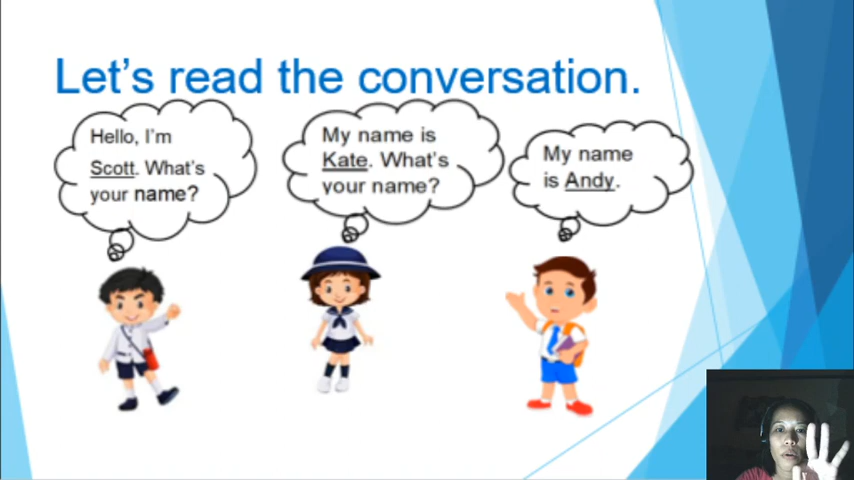 Let's read the conversation.
Hello, I'm
Scott. What's
your name?
My name is
Kate. What's
your name?
My name
is Andy.